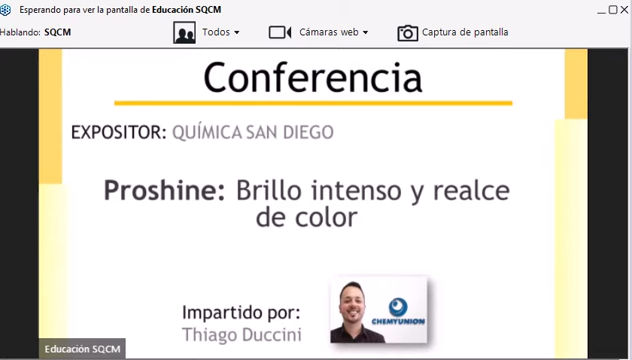 Esperando para ver la pantalla de Educación SQCM
Hablando: SQCM
Todos
Cámaras web
Captura de pantalla
Conferencia
EXPOSITOR: QUÍMICA SAN DIEGO
Proshine: Brillo intenso y realce
de color
Impartido por:
Thiago Duccini
CHEMYUNION
Educación SQCM